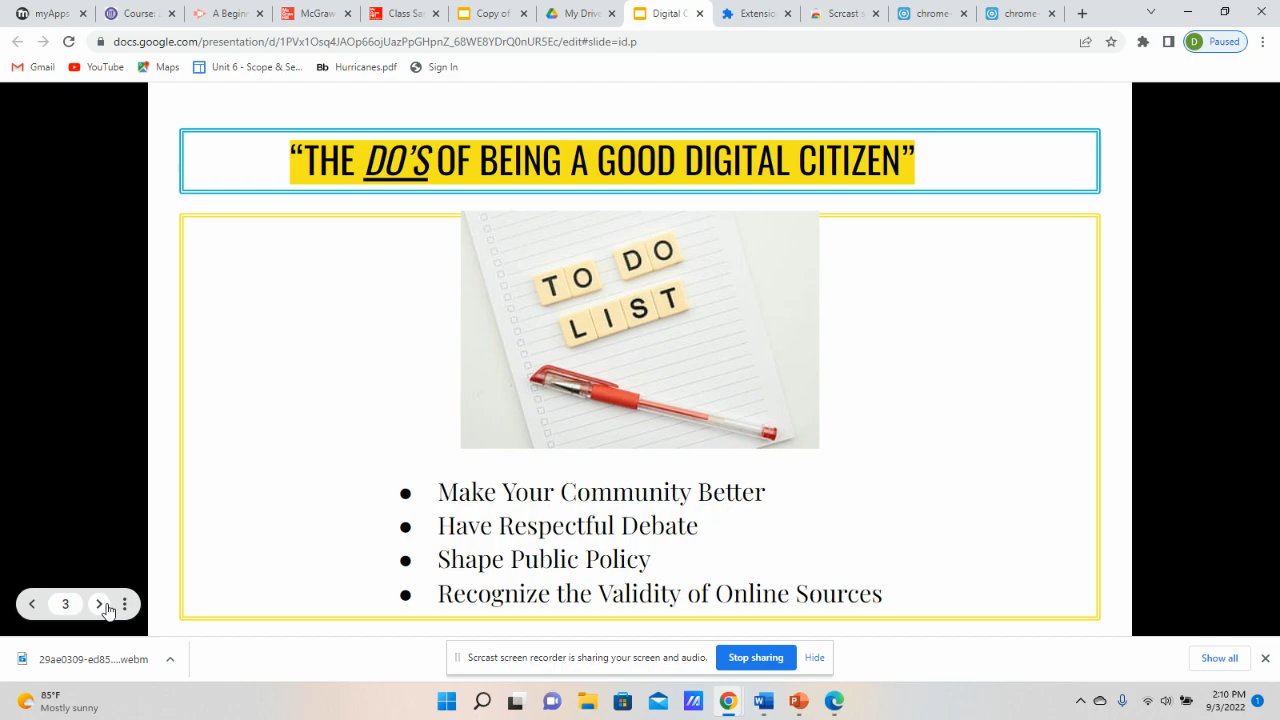 myApps
Course:
A Begin
McGraw
Class Sa
Copy of
My Driv
Digital C
Extension
Scrcast s
chrome-
chrome-
docs.google.com/presentation/d/1PVx1Osq4JAOp66ojUazPpGHpnZ_68WE8YDrQ0nUR5Ec/edit#slide=id.p
D Paused
Gmail
YouTube
Maps
Unit 6 - Scope & Se...
Bb Hurricanes.pdf
Sign In
“THE DO’S OF BEING A GOOD DIGITAL CITIZEN”
TO DO
LIST
● Make Your Community Better
● Have Respectful Debate
● Shape Public Policy
● Recognize the Validity of Online Sources
3
29ae0309-ed85....webm
Scrcast screen recorder is sharing your screen and audio.
Stop sharing
Hide
Show all
85°F
Mostly sunny
2:10 PM
9/3/2022
1